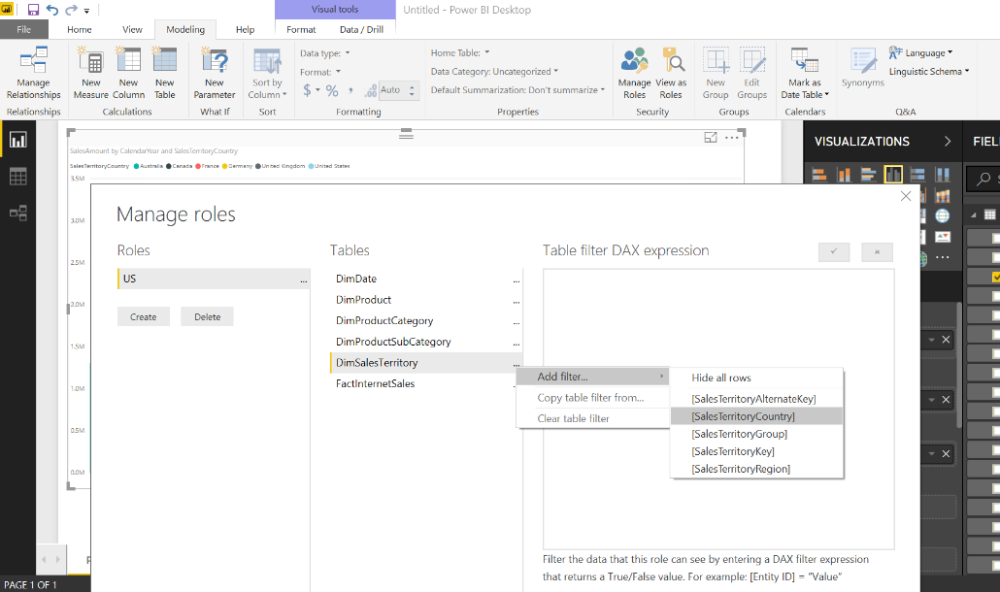 Visual tools
Untitled - Power BI Desktop
File
Home
View
Modeling
Help
Format
Data / Drill
Manage
Relationships
Relationships
New
Measure
New
Column
New
Table
Calculations
New
Parameter
What If
Sort by
Column
Sort
Data type:
Format:
$
%
,
.00
Auto
Formatting
Home Table:
Data Category: Uncategorized
Default Summarization: Don't summarize
Properties
Manage
Roles
View as
Roles
Security
New
Group
Edit
Groups
Groups
Mark as
Date Table
Calendars
Synonyms
Language
Linguistic Schema
Q&A
SalesAmount by CalendarYear and SalesTerritoryCountry
SalesTerritoryCountry Australia Canada France Germany United Kingdom United States
3.5M
3.0M
2.5M
2.0M
1.5M
1.0M
0.5M
0.0M
VISUALIZATIONS
FIEL
Manage roles
Roles
US
...
Create
Delete
Tables
DimDate ...
DimProduct ...
DimProductCategory ...
DimProductSubCategory ...
DimSalesTerritory ...
FactInternetSales
Add filter...
Copy table filter from...
Clear table filter
Hide all rows
[SalesTerritoryAlternateKey]
[SalesTerritoryCountry]
[SalesTerritoryGroup]
[SalesTerritoryKey]
[SalesTerritoryRegion]
Table filter DAX expression
Filter the data that this role can see by entering a DAX filter expression
that returns a True/False value. For example: [Entity ID] = "Value"
PAGE 1 OF 1